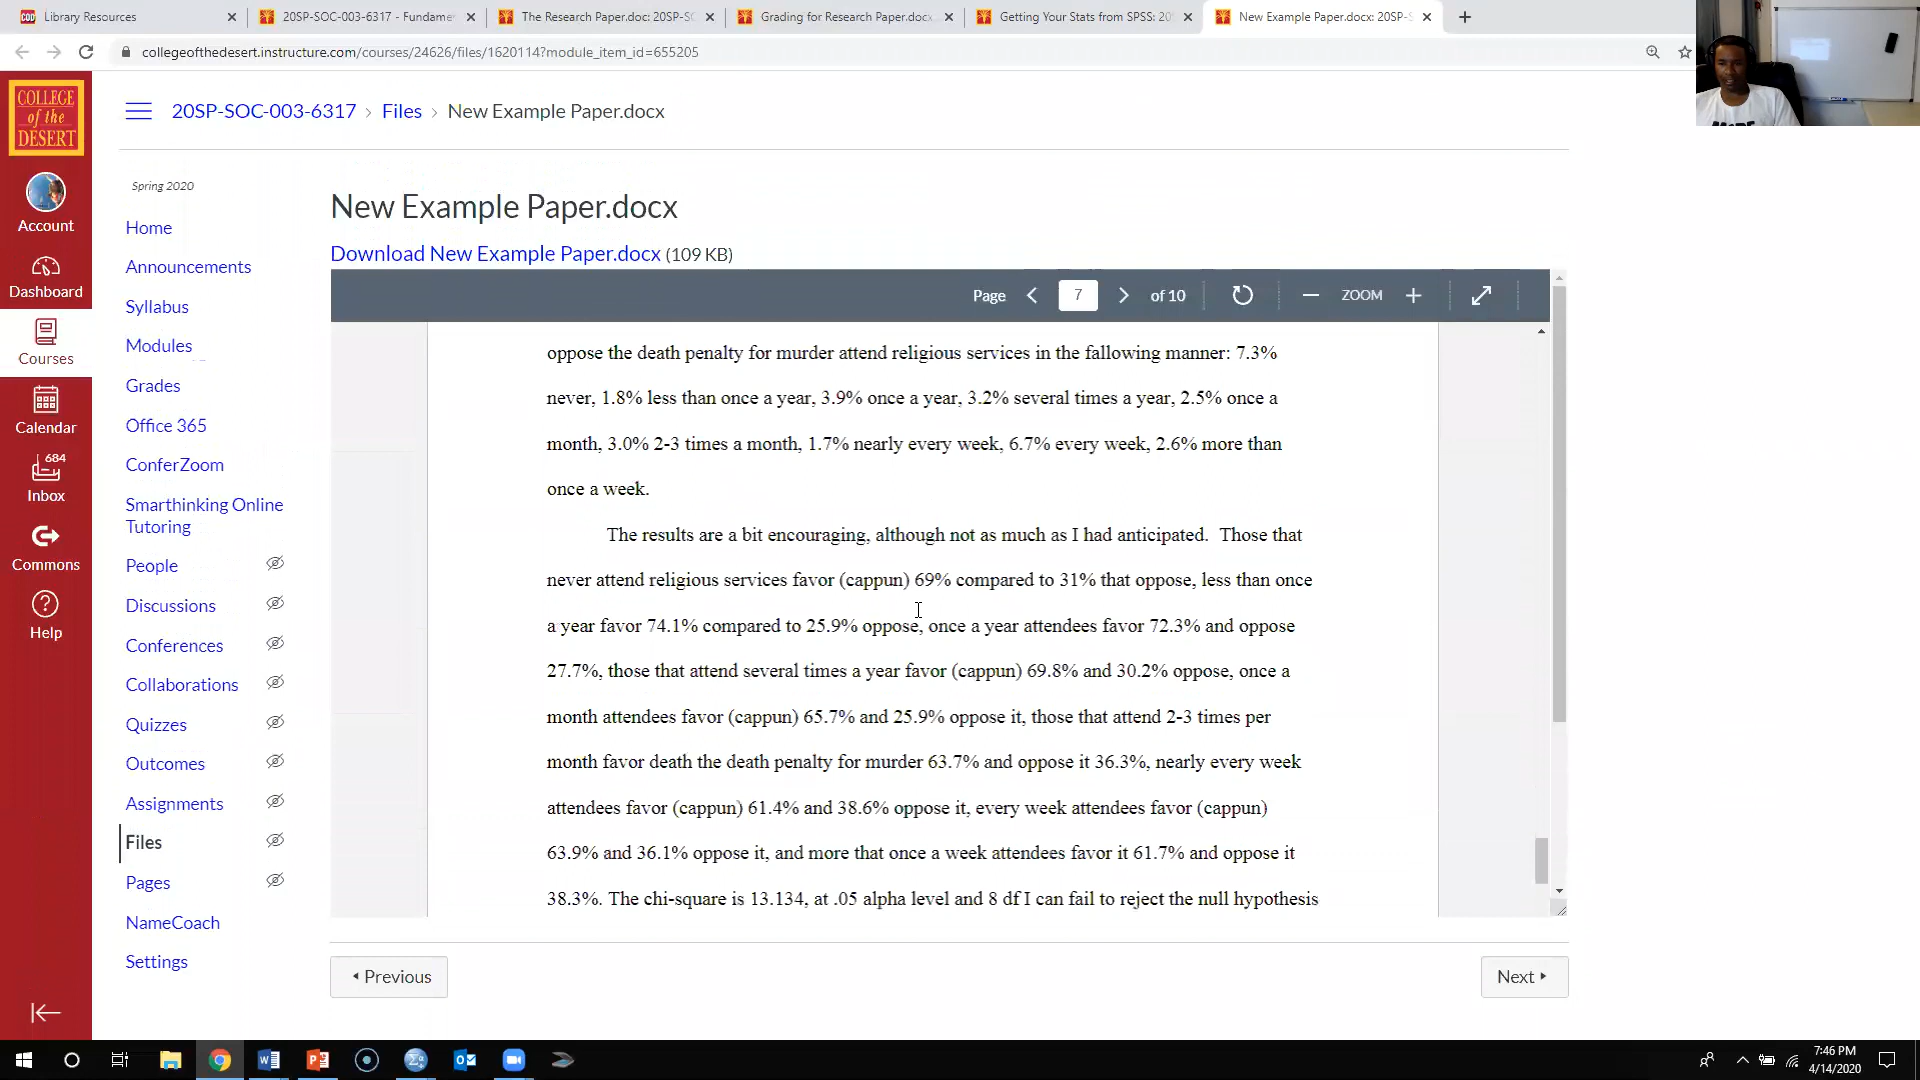 Library Resources
20SP-SOC-003-6317 - Fundame
The Research Paper.doc: 20SP-SC
Grading for Research Paper.docx
Getting Your Stats from SPSS: 20
New Example Paper.docx: 20SP-S
collegeofthedesert.instructure.com/courses/24626/files/1620114?module_item_id=655205
COLLEGE
of the
DESERT
Account
Dashboard
Courses
Calendar
684
Inbox
Commons
Help
20SP-SOC-003-6317 › Files › New Example Paper.docx
Spring 2020
Home
Announcements
Syllabus
Modules
Grades
Office 365
ConferZoom
Smarthinking Online
Tutoring
People
Discussions
Conferences
Collaborations
Quizzes
Outcomes
Assignments
Files
Pages
NameCoach
Settings
New Example Paper.docx
Download New Example Paper.docx (109 KB)
Page 7 of 10 ZOOM
oppose the death penalty for murder attend religious services in the fallowing manner: 7.3%
never, 1.8% less than once a year, 3.9% once a year, 3.2% several times a year, 2.5% once a
month, 3.0% 2-3 times a month, 1.7% nearly every week, 6.7% every week, 2.6% more than
once a week.
The results are a bit encouraging, although not as much as I had anticipated. Those that
never attend religious services favor (cappun) 69% compared to 31% that oppose, less than once
a year favor 74.1% compared to 25.9% oppose, once a year attendees favor 72.3% and oppose
27.7%, those that attend several times a year favor (cappun) 69.8% and 30.2% oppose, once a
month attendees favor (cappun) 65.7% and 25.9% oppose it, those that attend 2-3 times per
month favor death the death penalty for murder 63.7% and oppose it 36.3%, nearly every week
attendees favor (cappun) 61.4% and 38.6% oppose it, every week attendees favor (cappun)
63.9% and 36.1% oppose it, and more that once a week attendees favor it 61.7% and oppose it
38.3%. The chi-square is 13.134, at .05 alpha level and 8 df I can fail to reject the null hypothesis
Previous
Next
7:46 PM
4/14/2020